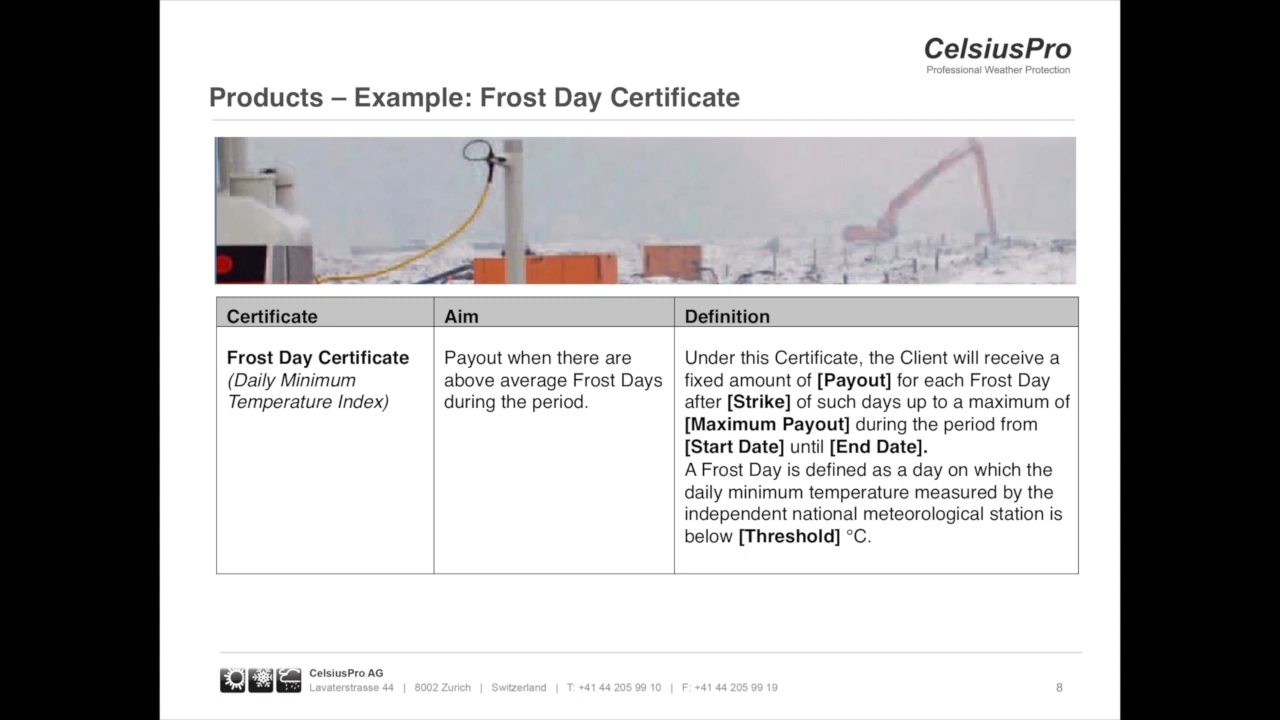 CelsiusPro
Professional Weather Protection
Products – Example: Frost Day Certificate
Certificate
Aim
Definition
Frost Day Certificate
(Daily Minimum
Temperature Index)
Payout when there are
above average Frost Days
during the period.
Under this Certificate, the Client will receive a
fixed amount of [Payout] for each Frost Day
after [Strike] of such days up to a maximum of
[Maximum Payout] during the period from
[Start Date] until [End Date].
A Frost Day is defined as a day on which the
daily minimum temperature measured by the
independent national meteorological station is
below [Threshold] °C.
CelsiusPro AG
Lavaterstrasse 44 | 8002 Zurich | Switzerland | T: +41 44 205 99 10 | F: +41 44 205 99 19
8